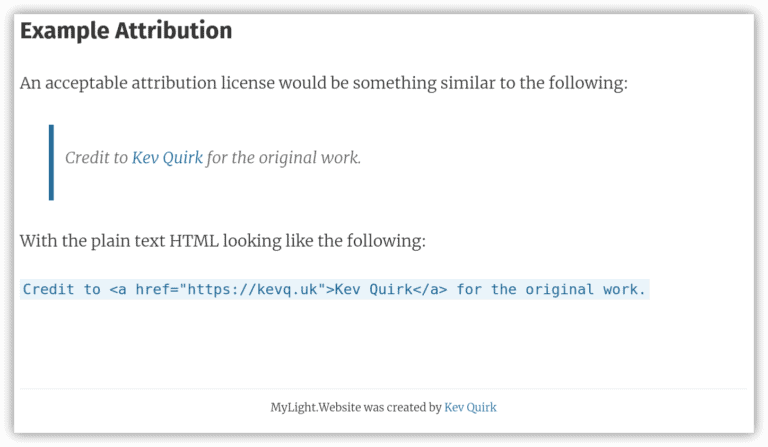 Example Attribution
An acceptable attribution license would be something similar to the following:
Credit to Kev Quirk for the original work.
With the plain text HTML looking like the following:
Credit to <a href="https://kevq.uk">Kev Quirk</a> for the original work.
MyLight.Website was created by Kev Quirk